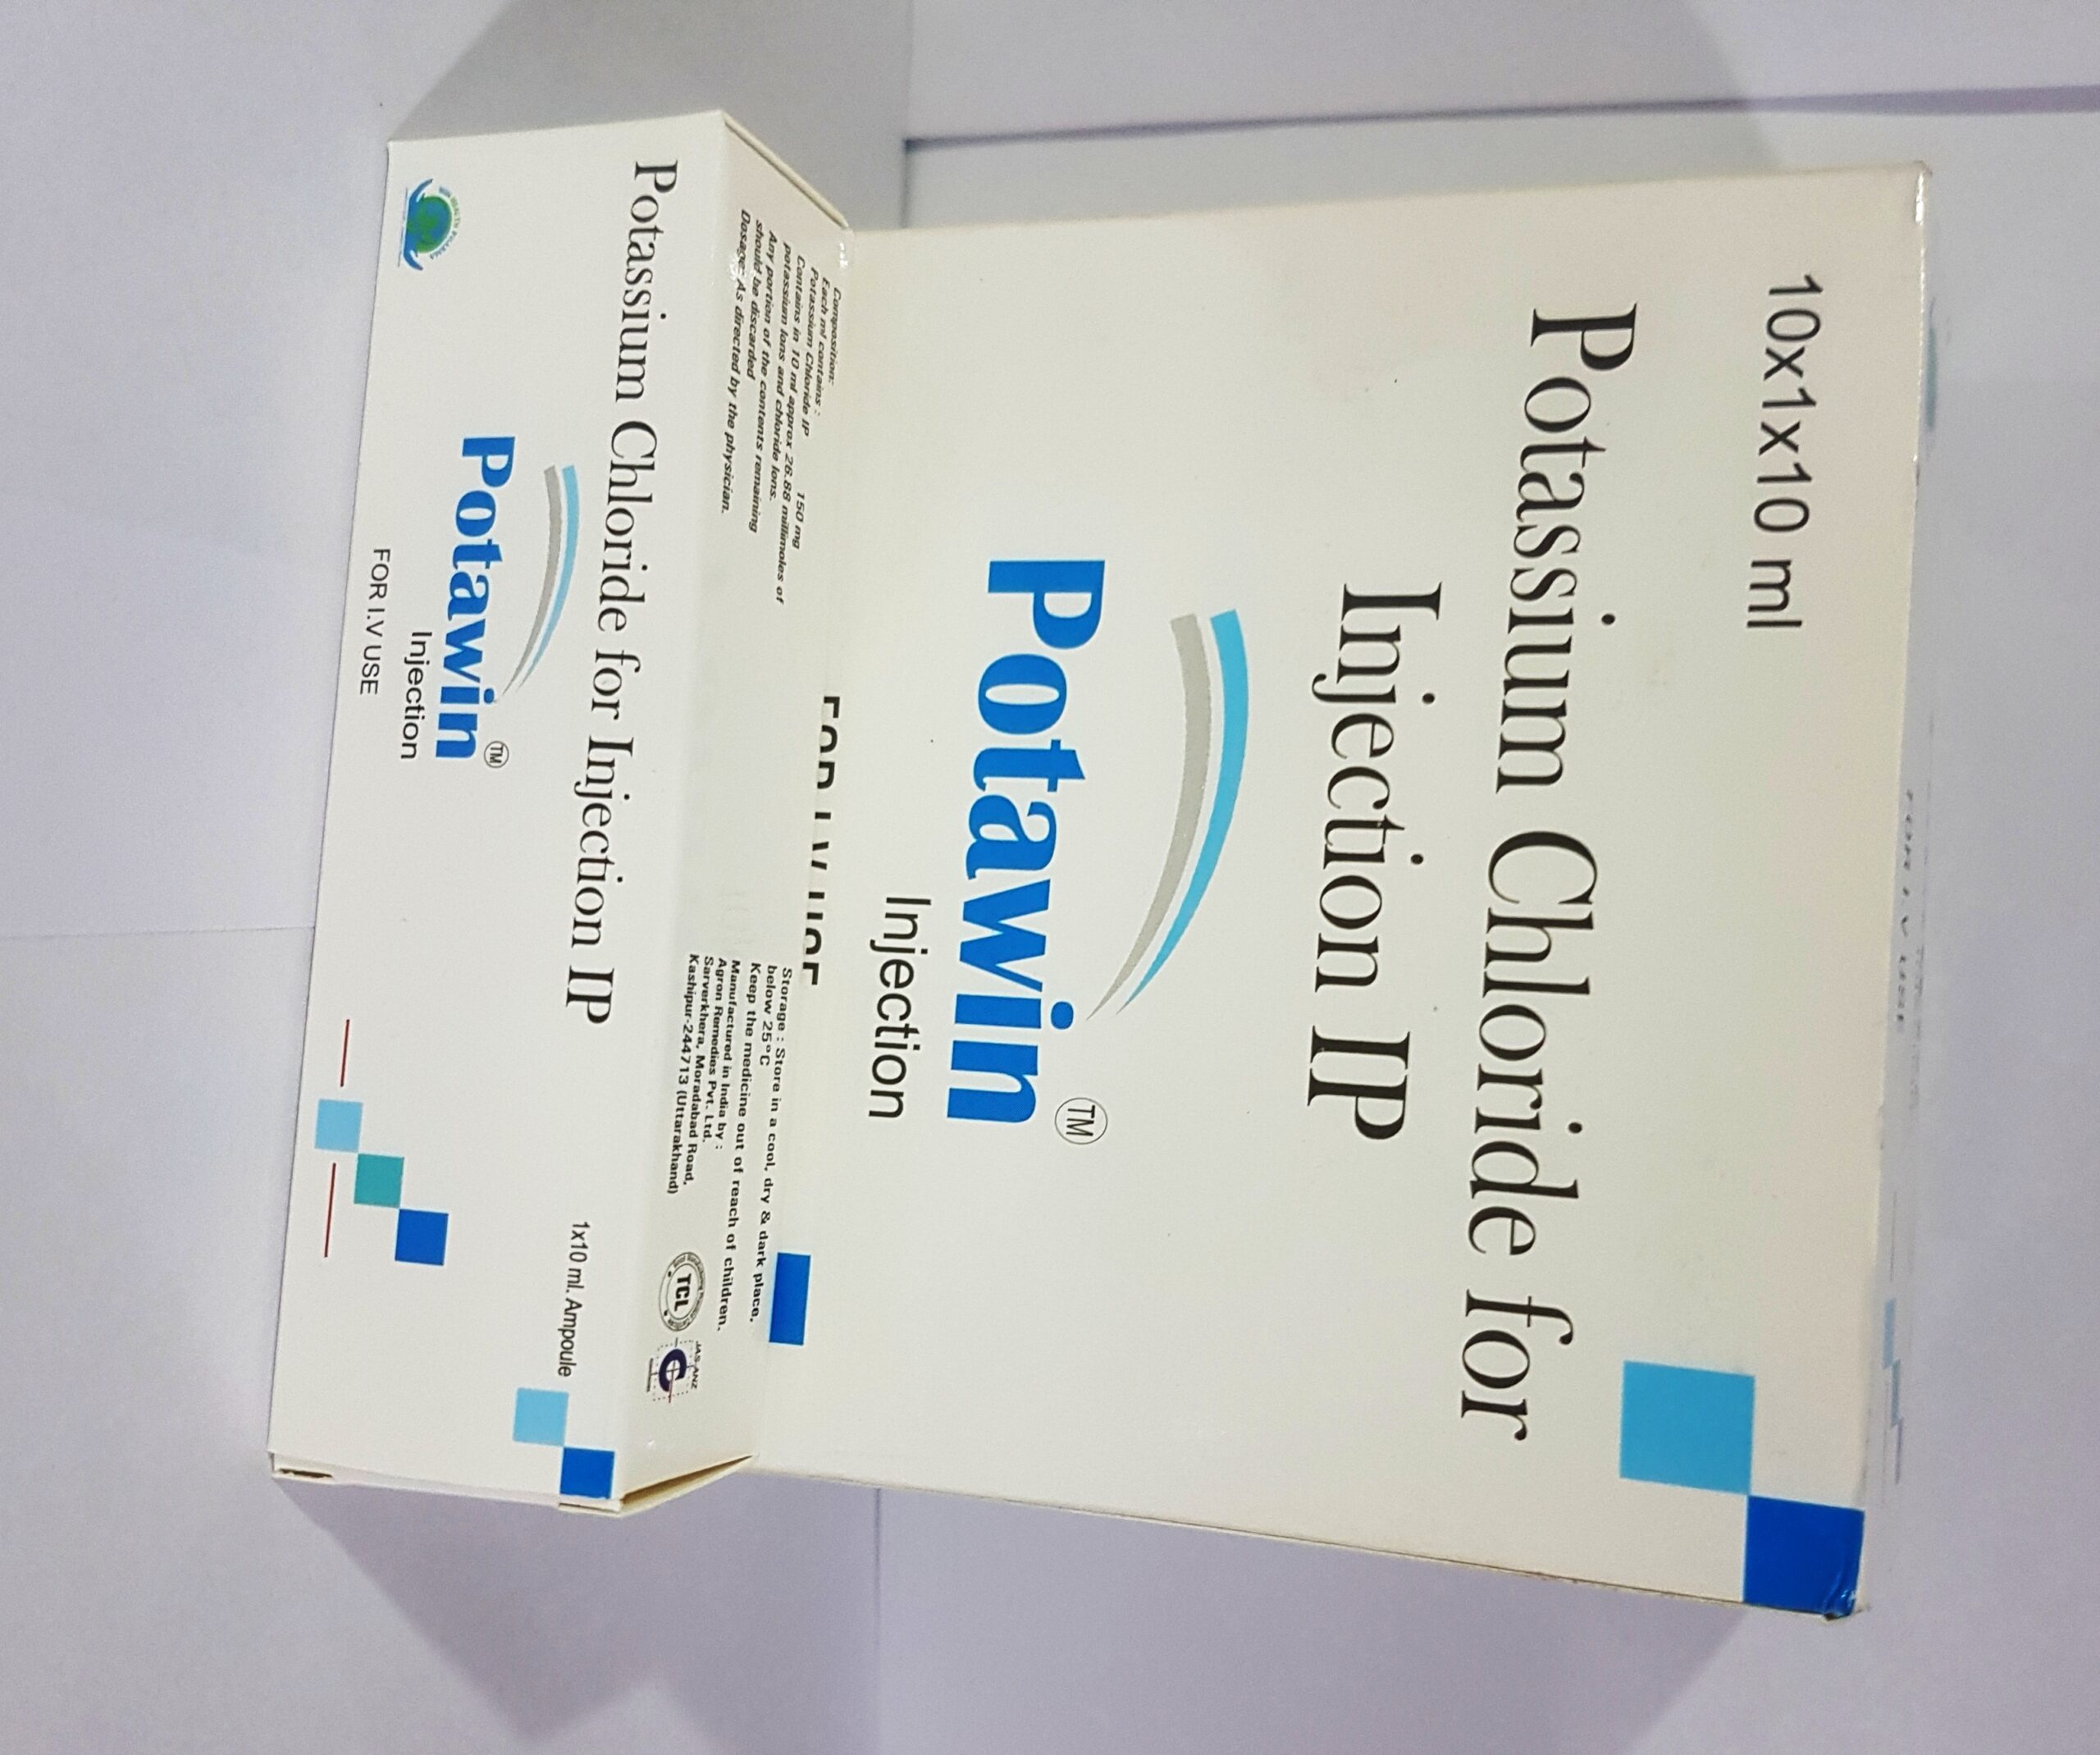 10x1x10 ml
Potassium Chloride for
Injection IP
Potawin TM
Injection
FOR I.V USE
Composition:
Each ml contains :
Potassium Chloride IP 150 mg
Contains in 10 ml approx 26.88 millimoles of
potassium Ions and chloride Ions.
Any portion of the contents remaining
should be discarded
Dosage: As directed by the physician.
Storage : Store in a cool, dry & dark place,
below 25°C
Keep the medicine out of reach of children.
Manufactured in India by :
Agron Remedies Pvt. Ltd.
Sarverkhera, Moradabad Road,
Kashipur-244713 (Uttarakhand)
TCL
JAS-ANZ
Potassium Chloride for Injection IP
1x10 ml. Ampoule
Potawin TM
Injection
FOR I.V USE